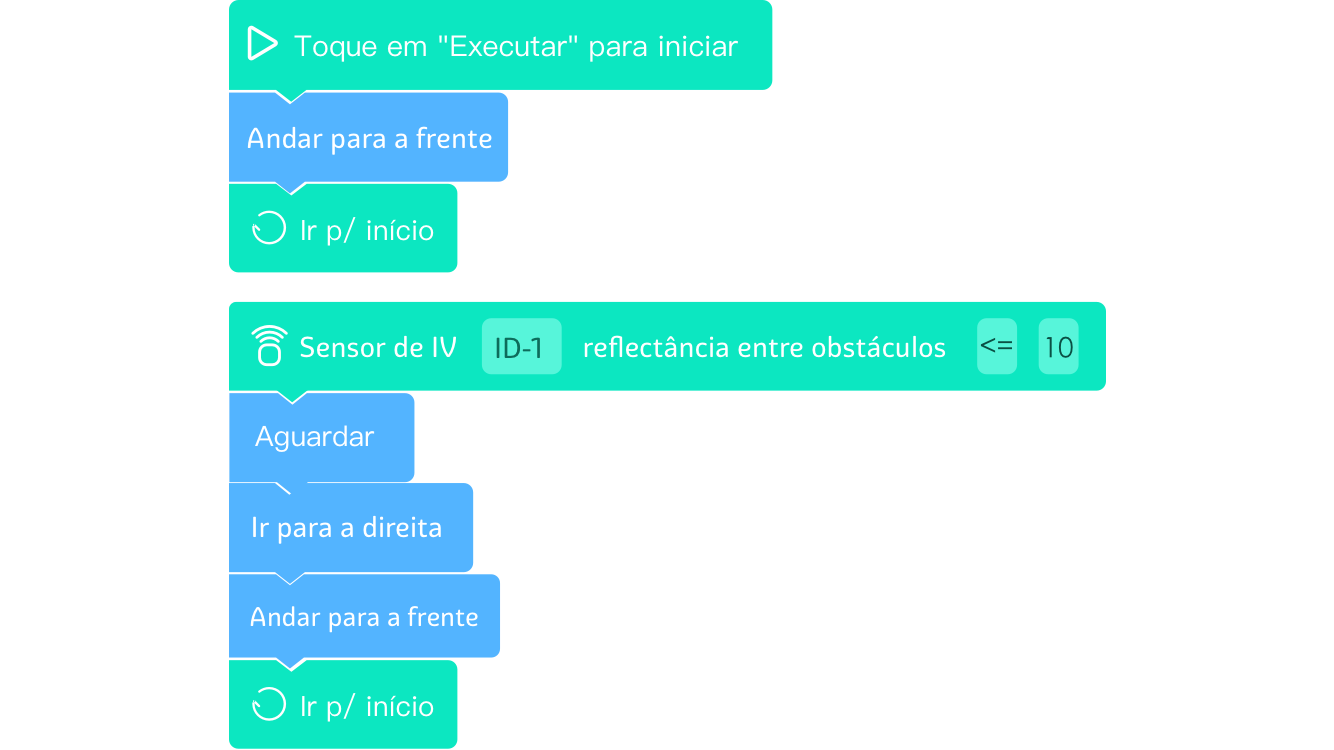 Toque em "Executar" para iniciar
Andar para a frente
Ir p/ início
Sensor de IV ID-1 reflectância entre obstáculos <= 10
Aguardar
Ir para a direita
Andar para a frente
Ir p/ início